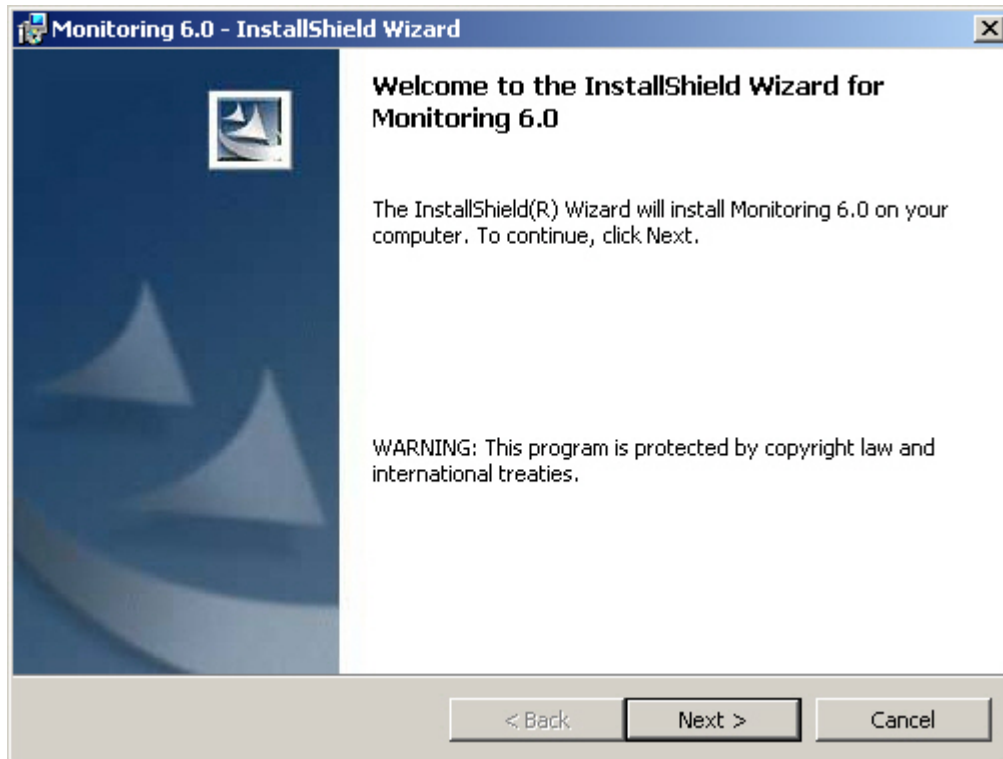 Monitoring 6.0 - InstallShield Wizard
Welcome to the InstallShield Wizard for
Monitoring 6.0
The InstallShield(R) Wizard will install Monitoring 6.0 on your
computer. To continue, click Next.
WARNING: This program is protected by copyright law and
international treaties.
< Back
Next >
Cancel